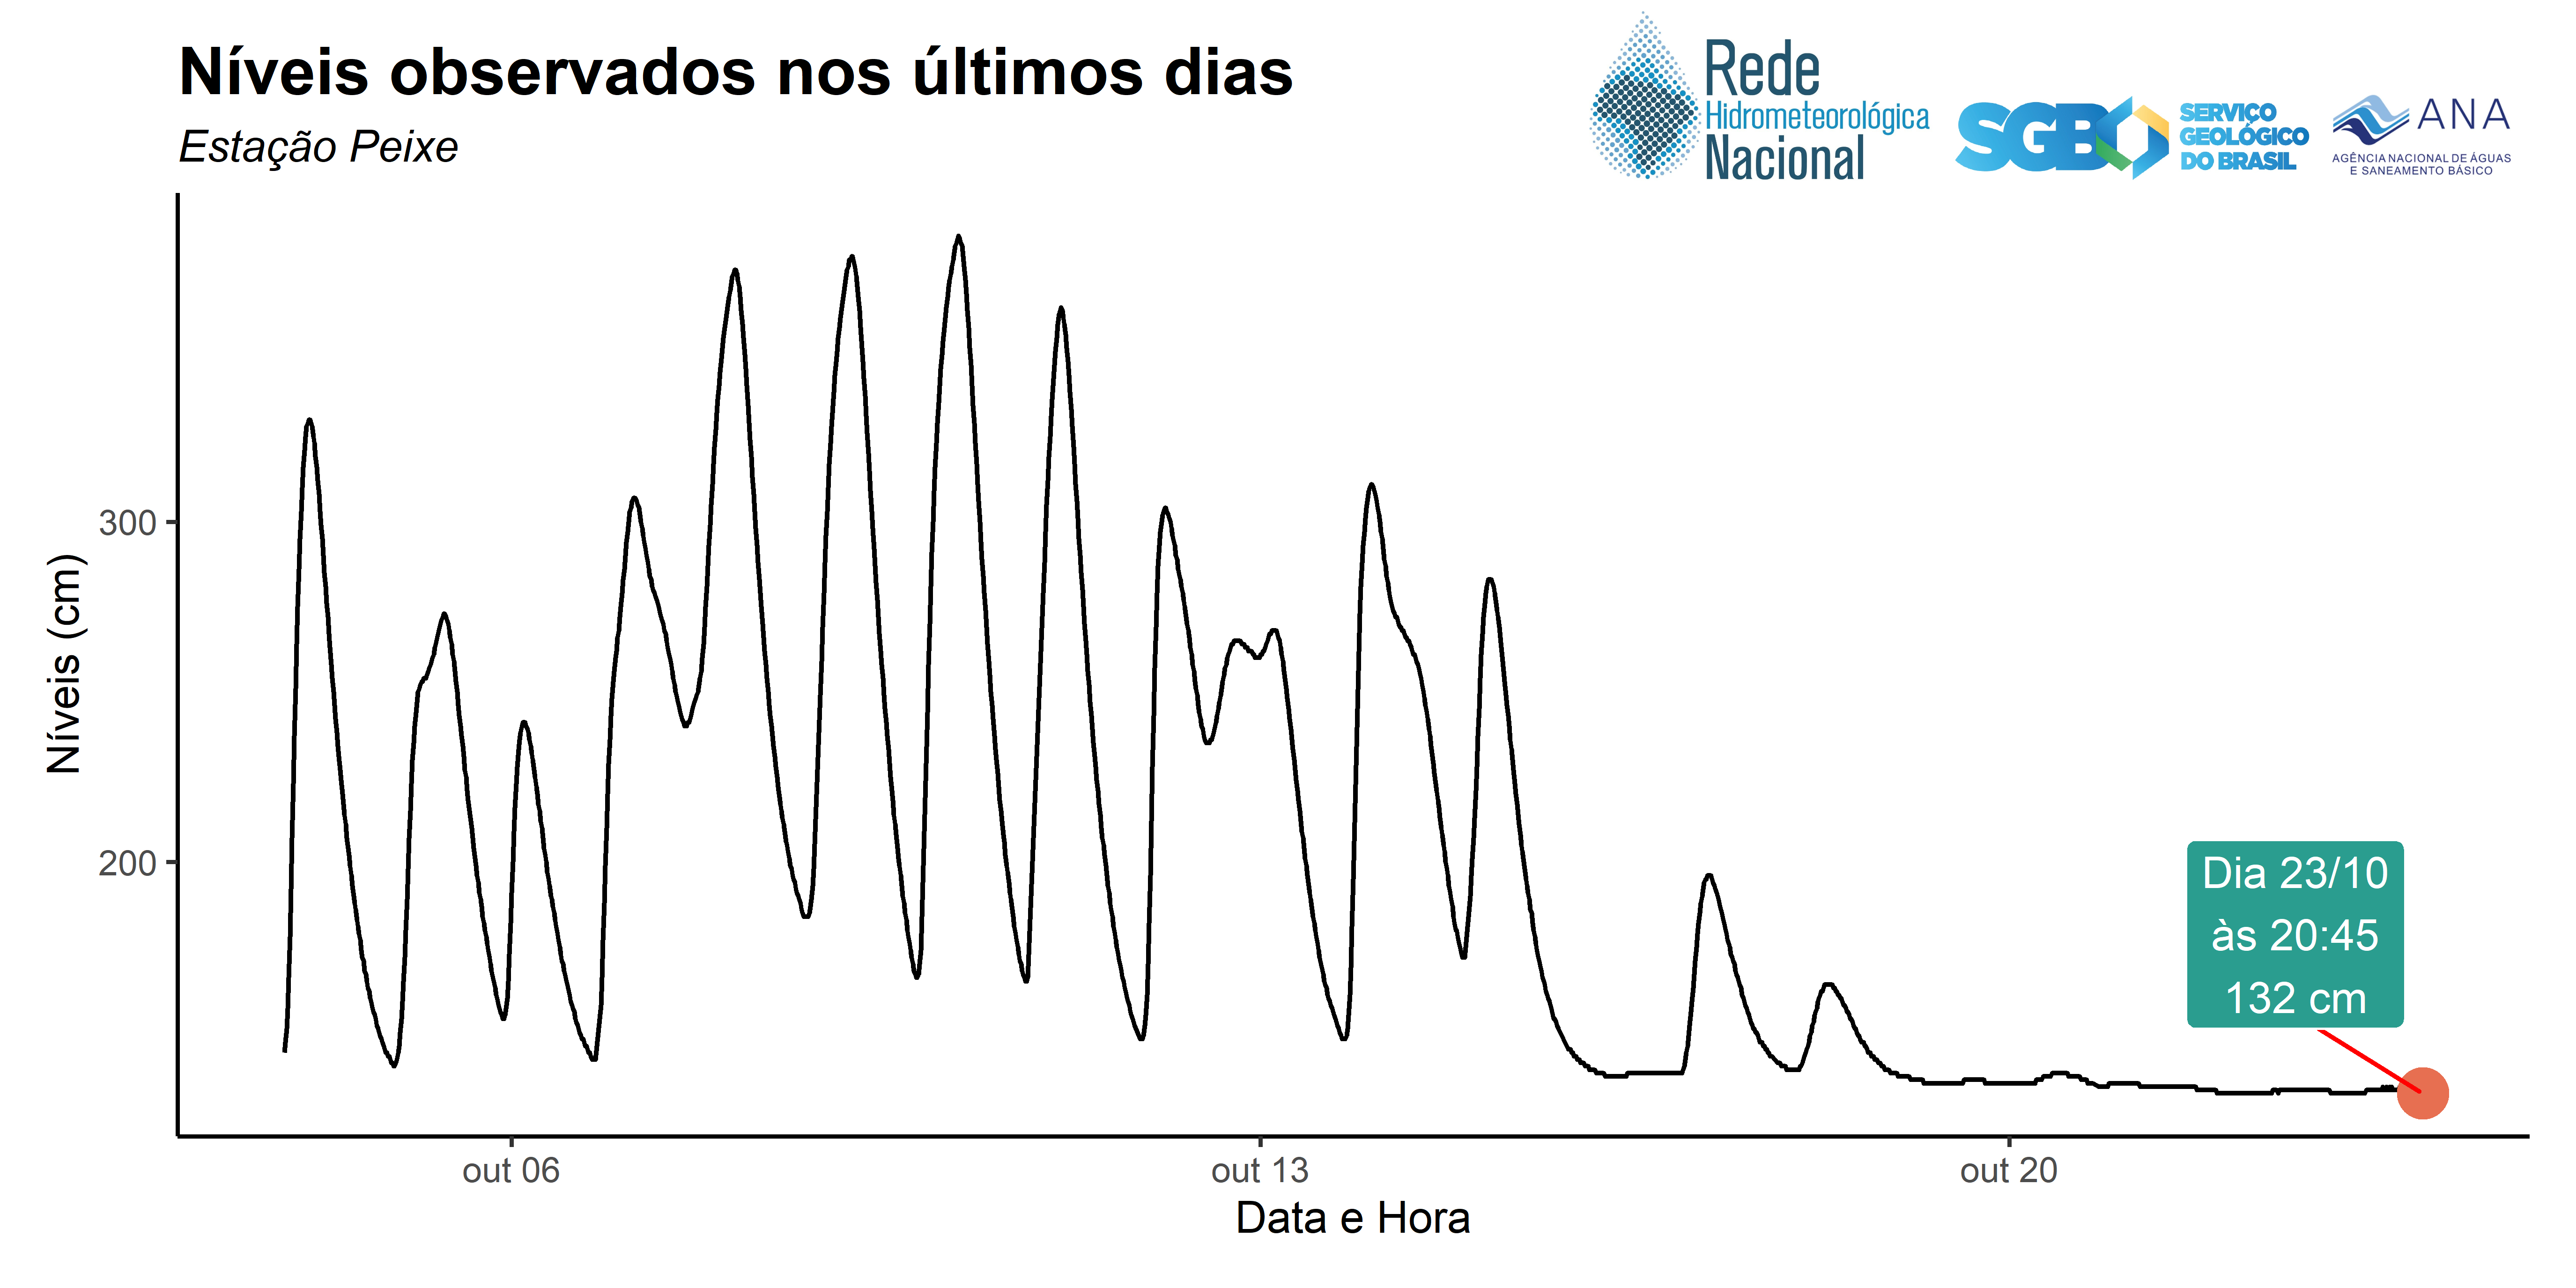 Níveis observados nos últimos dias
Estação Peixe
Rede
Hidrometeorológica
Nacional
SGB
SERVIÇO
GEOLÓGICO
DO BRASIL
ANA
AGÊNCIA NACIONAL DE ÁGUAS
E SANEAMENTO BÁSICO
Níveis (cm)
300
200
Dia 23/10
às 20:45
132 cm
out 06
out 13
out 20
Data e Hora